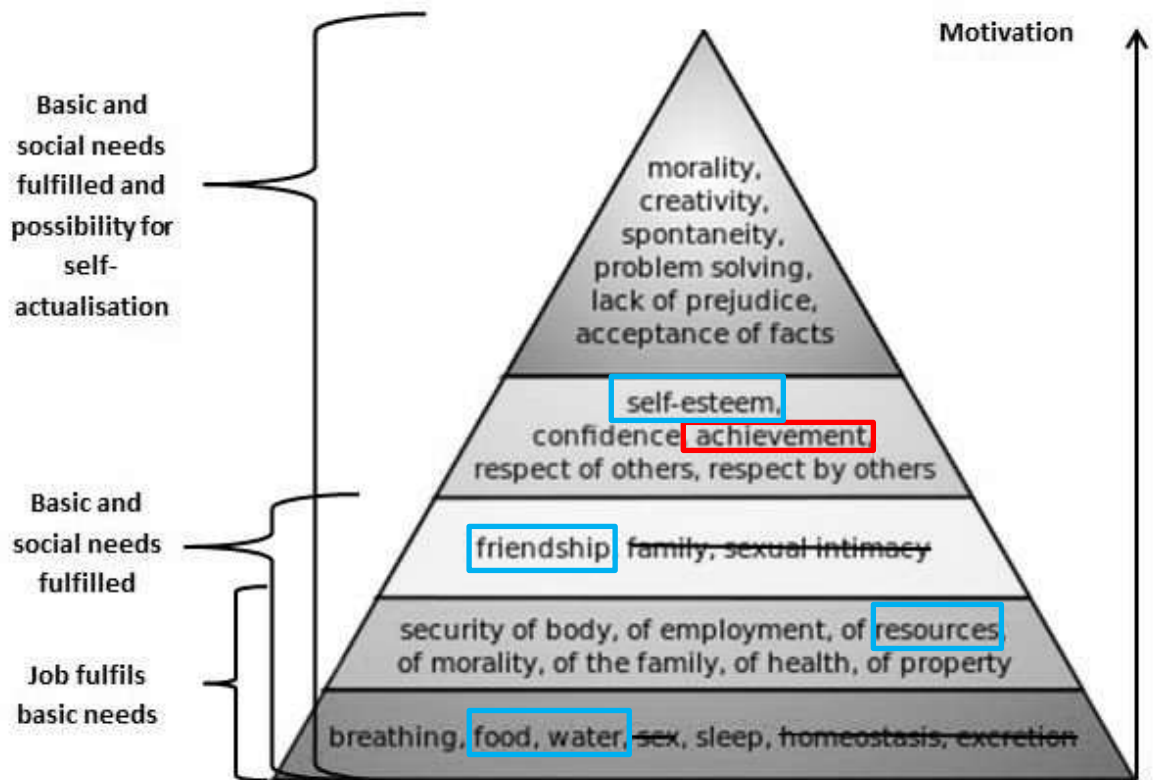 Motivation
Basic and
social needs
fulfilled and
possibility for
self-
actualisation
morality,
creativity,
spontaneity,
problem solving,
lack of prejudice,
acceptance of facts
self-esteem,
confidence, achievement,
respect of others, respect by others
Basic and
social needs
fulfilled
friendship, family, sexual intimacy
security of body, of employment, of resources,
of morality, of the family, of health, of property
Job fulfils
basic needs
breathing, food, water, sex, sleep, homeostasis, excretion